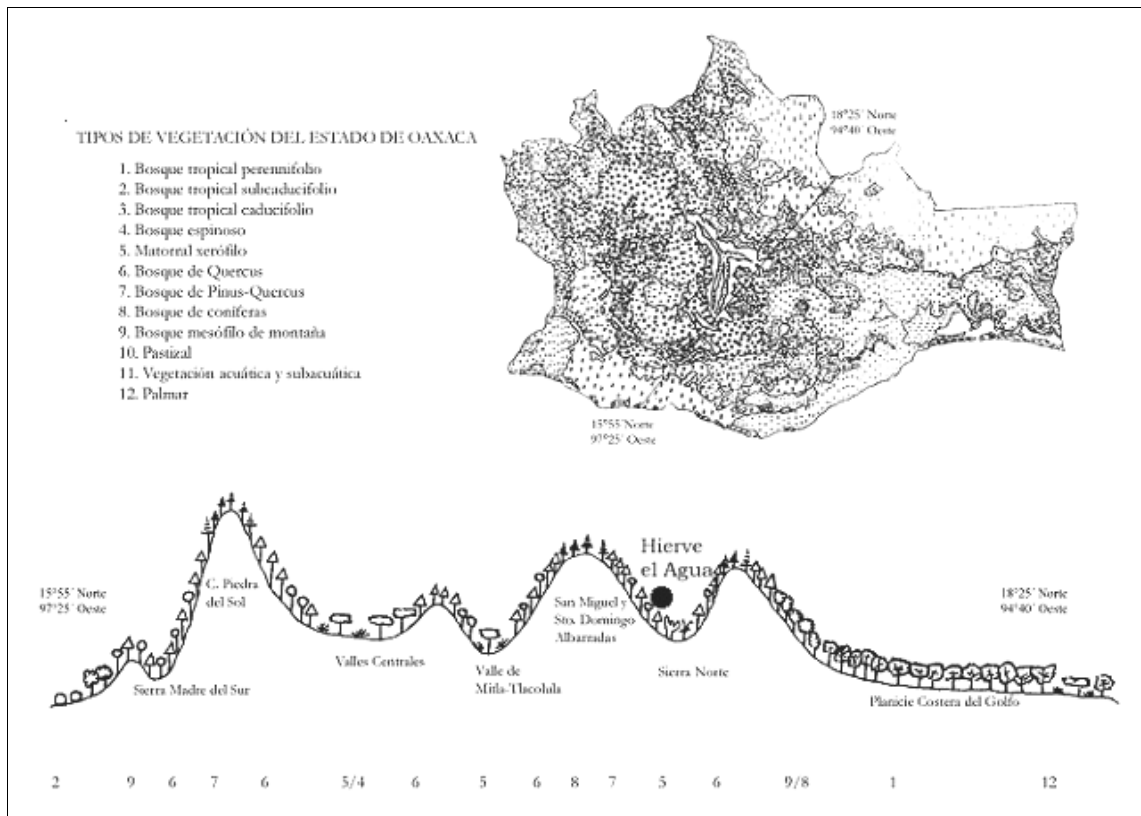 TIPOS DE VEGETACIÓN DEL ESTADO DE OAXACA
1. Bosque tropical perennifolio
2. Bosque tropical subcaducifolio
3. Bosque tropical caducifolio
4. Bosque espinoso
5. Matorral xerófilo
6. Bosque de Quercus
7. Bosque de Pinus-Quercus
8. Bosque de coníferas
9. Bosque mesófilo de montaña
10. Pastizal
11. Vegetación acuática y subacuática
12. Palmar
18°25´ Norte
94°40´ Oeste
15°55´ Norte
97°25´ Oeste
15°55´ Norte
97°25´ Oeste
C. Piedra
del Sol
Sierra Madre del Sur
Valles Centrales
Valle de
Mitla-Tlacolula
San Miguel y
Sto. Domingo
Albarradas
Hierve
el Agua
Sierra Norte
18°25´ Norte
94°40´ Oeste
Planicie Costera del Golfo
2 9 6 7 6 5/4 6 5 6 8 7 5 6 9/8 1 12